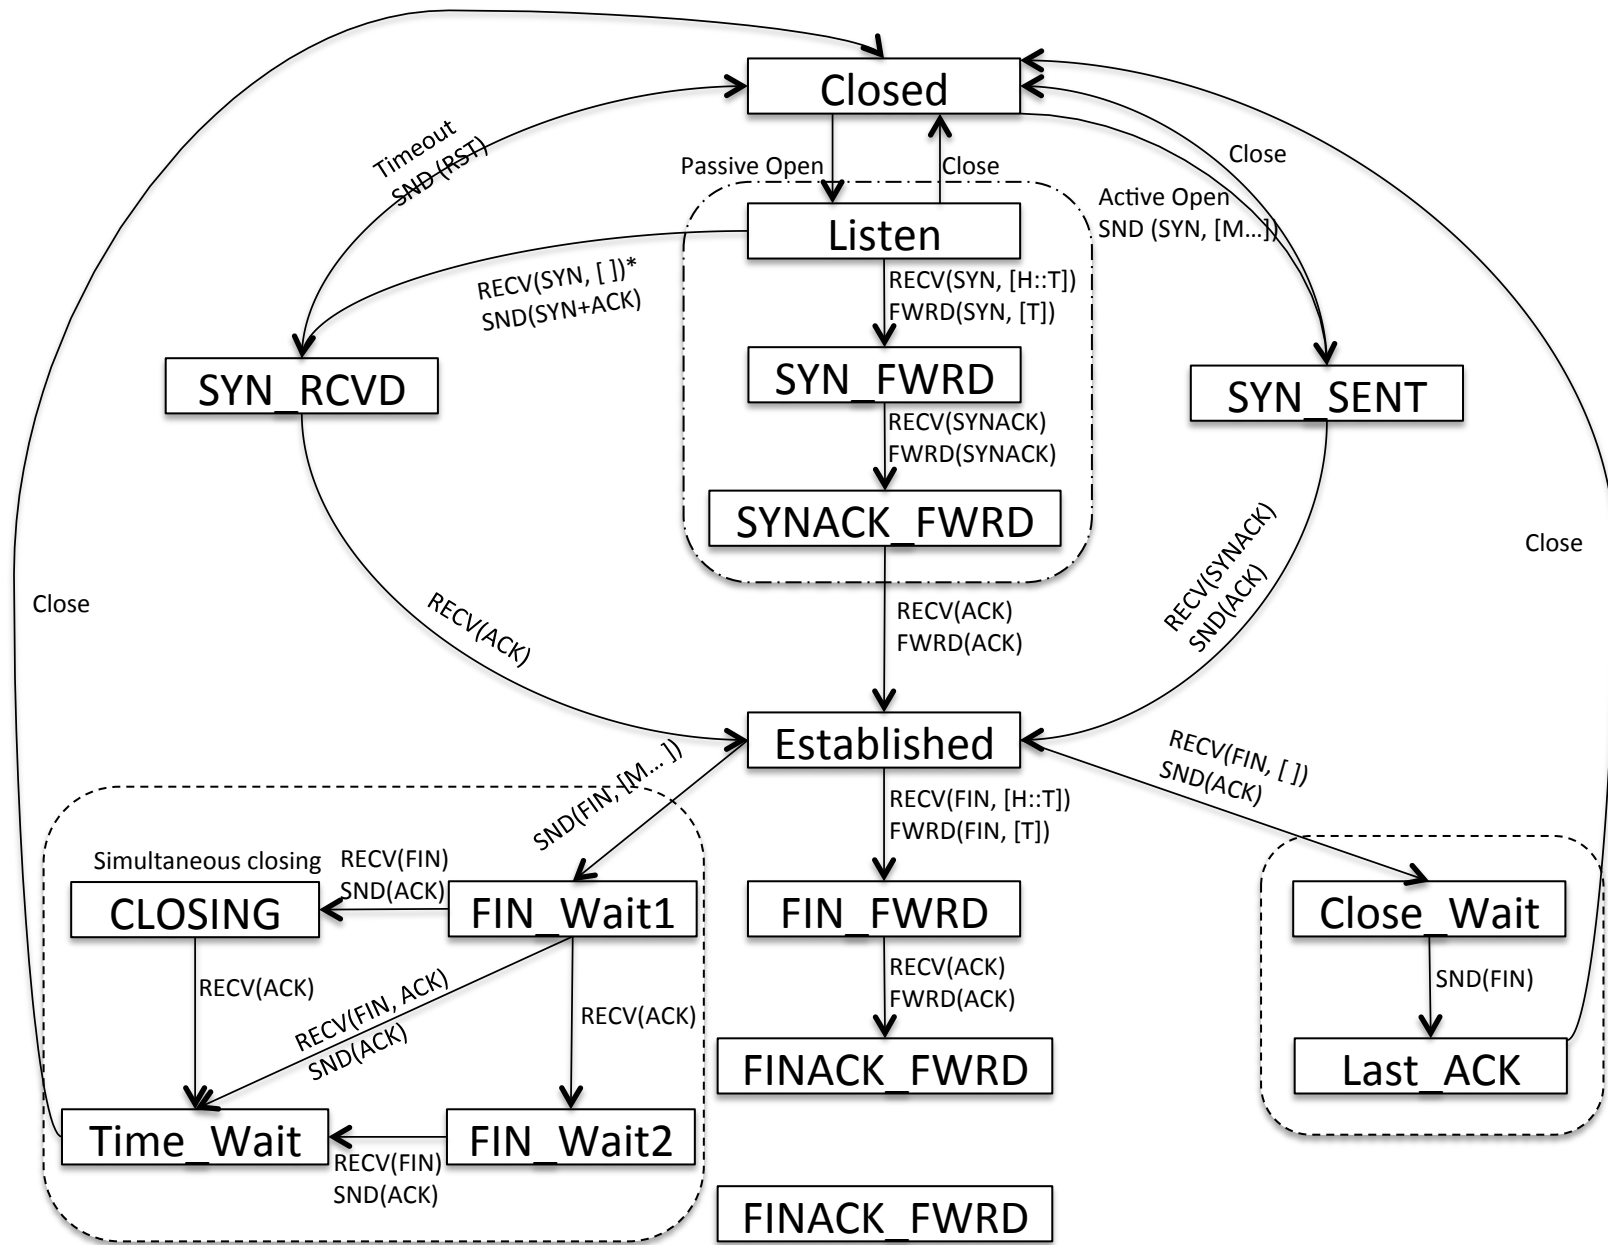 Closed
Timeout
SND (RST)
Passive Open
Close
Close
Active Open
SND (SYN, [M...])
Listen
RECV(SYN, [ ])*
SND(SYN+ACK)
RECV(SYN, [H::T])
FWRD(SYN, [T])
SYN_RCVD
SYN_FWRD
SYN_SENT
RECV(SYNACK)
FWRD(SYNACK)
SYNACK_FWRD
Close
Close
RECV(ACK)
RECV(ACK)
FWRD(ACK)
RECV(SYNACK)
SND(ACK)
Established
SND(FIN, [M... ])
RECV(FIN, [H::T])
FWRD(FIN, [T])
RECV(FIN, [ ])
SND(ACK)
Simultaneous closing
RECV(FIN)
SND(ACK)
CLOSING
FIN_Wait1
FIN_FWRD
Close_Wait
RECV(ACK)
RECV(FIN, ACK)
SND(ACK)
RECV(ACK)
RECV(ACK)
FWRD(ACK)
SND(FIN)
FINACK_FWRD
Last_ACK
Time_Wait
FIN_Wait2
RECV(FIN)
SND(ACK)
FINACK_FWRD